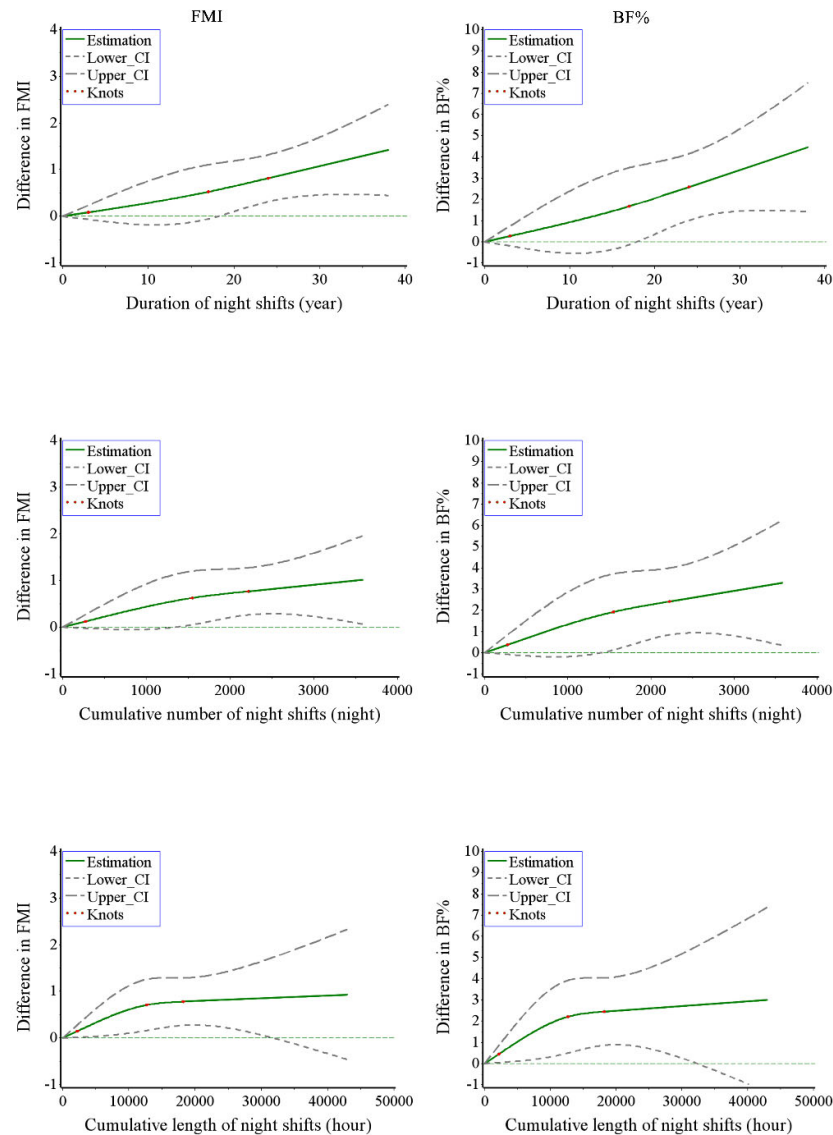 FMI
BF%
4
3
2
1
0
-1
Difference in FMI
Estimation
Lower_CI
Upper_CI
Knots
0
10
20
30
40
Duration of night shifts (year)
10
9
8
7
6
5
4
3
2
1
0
-1
Difference in BF%
Estimation
Lower_CI
Upper_CI
Knots
0
10
20
30
40
Duration of night shifts (year)
4
3
2
1
0
-1
Difference in FMI
Estimation
Lower_CI
Upper_CI
Knots
0
1000
2000
3000
4000
Cumulative number of night shifts (night)
10
9
8
7
6
5
4
3
2
1
0
-1
Difference in BF%
Estimation
Lower_CI
Upper_CI
Knots
0
1000
2000
3000
4000
Cumulative number of night shifts (night)
4
3
2
1
0
-1
Difference in FMI
Estimation
Lower_CI
Upper_CI
Knots
0
10000
20000
30000
40000
50000
Cumulative length of night shifts (hour)
10
9
8
7
6
5
4
3
2
1
0
-1
Difference in BF%
Estimation
Lower_CI
Upper_CI
Knots
0
10000
20000
30000
40000
50000
Cumulative length of night shifts (hour)